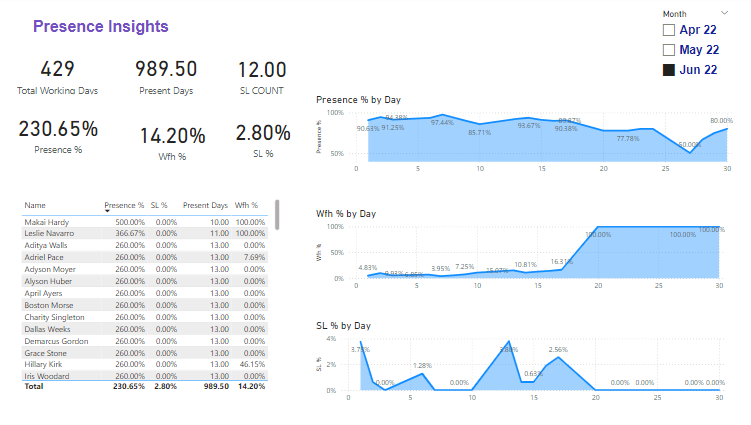 Presence Insights
Month
Apr 22
May 22
Jun 22
429
Total Working Days
989.50
Present Days
12.00
SL COUNT
230.65%
Presence %
14.20%
Wfh %
2.80%
SL %
Presence % by Day
Presence %
100%
50%
90.63%
94.38%
91.25%
97.44%
85.71%
93.67%
90.38%
77.78%
50.00%
80.00%
0 5 10 15 20 25 30
Wfh % by Day
Wfh %
100%
50%
0%
4.83%
3.95%
7.25%
10.81%
16.31%
100.00%
100.00%
100.00%
0 5 10 15 20 25 30
SL % by Day
SL %
4%
2%
0%
0.00%
1.28%
0.00%
2.56%
0.00%
0.00%
0.00%
0.00%
0 5 10 15 20 25 30
Name Presence % SL % Present Days Wfh %
Makai Hardy 500.00% 0.00% 10.00 100.00%
Leslie Navarro 366.67% 0.00% 11.00 100.00%
Aditya Walls 260.00% 0.00% 13.00 0.00%
Adriel Pace 260.00% 0.00% 13.00 7.69%
Adyson Moyer 260.00% 0.00% 13.00 0.00%
Alyson Huber 260.00% 0.00% 13.00 0.00%
April Ayers 260.00% 0.00% 13.00 0.00%
Boston Morse 260.00% 0.00% 13.00 0.00%
Charity Singleton 260.00% 0.00% 13.00 0.00%
Dallas Weeks 260.00% 0.00% 13.00 0.00%
Demarcus Gordon 260.00% 0.00% 13.00 0.00%
Grace Stone 260.00% 0.00% 13.00 0.00%
Hillary Kirk 260.00% 0.00% 13.00 46.15%
Iris Woodard 260.00% 0.00% 13.00 0.00%
Total 230.65% 2.80% 989.50 14.20%